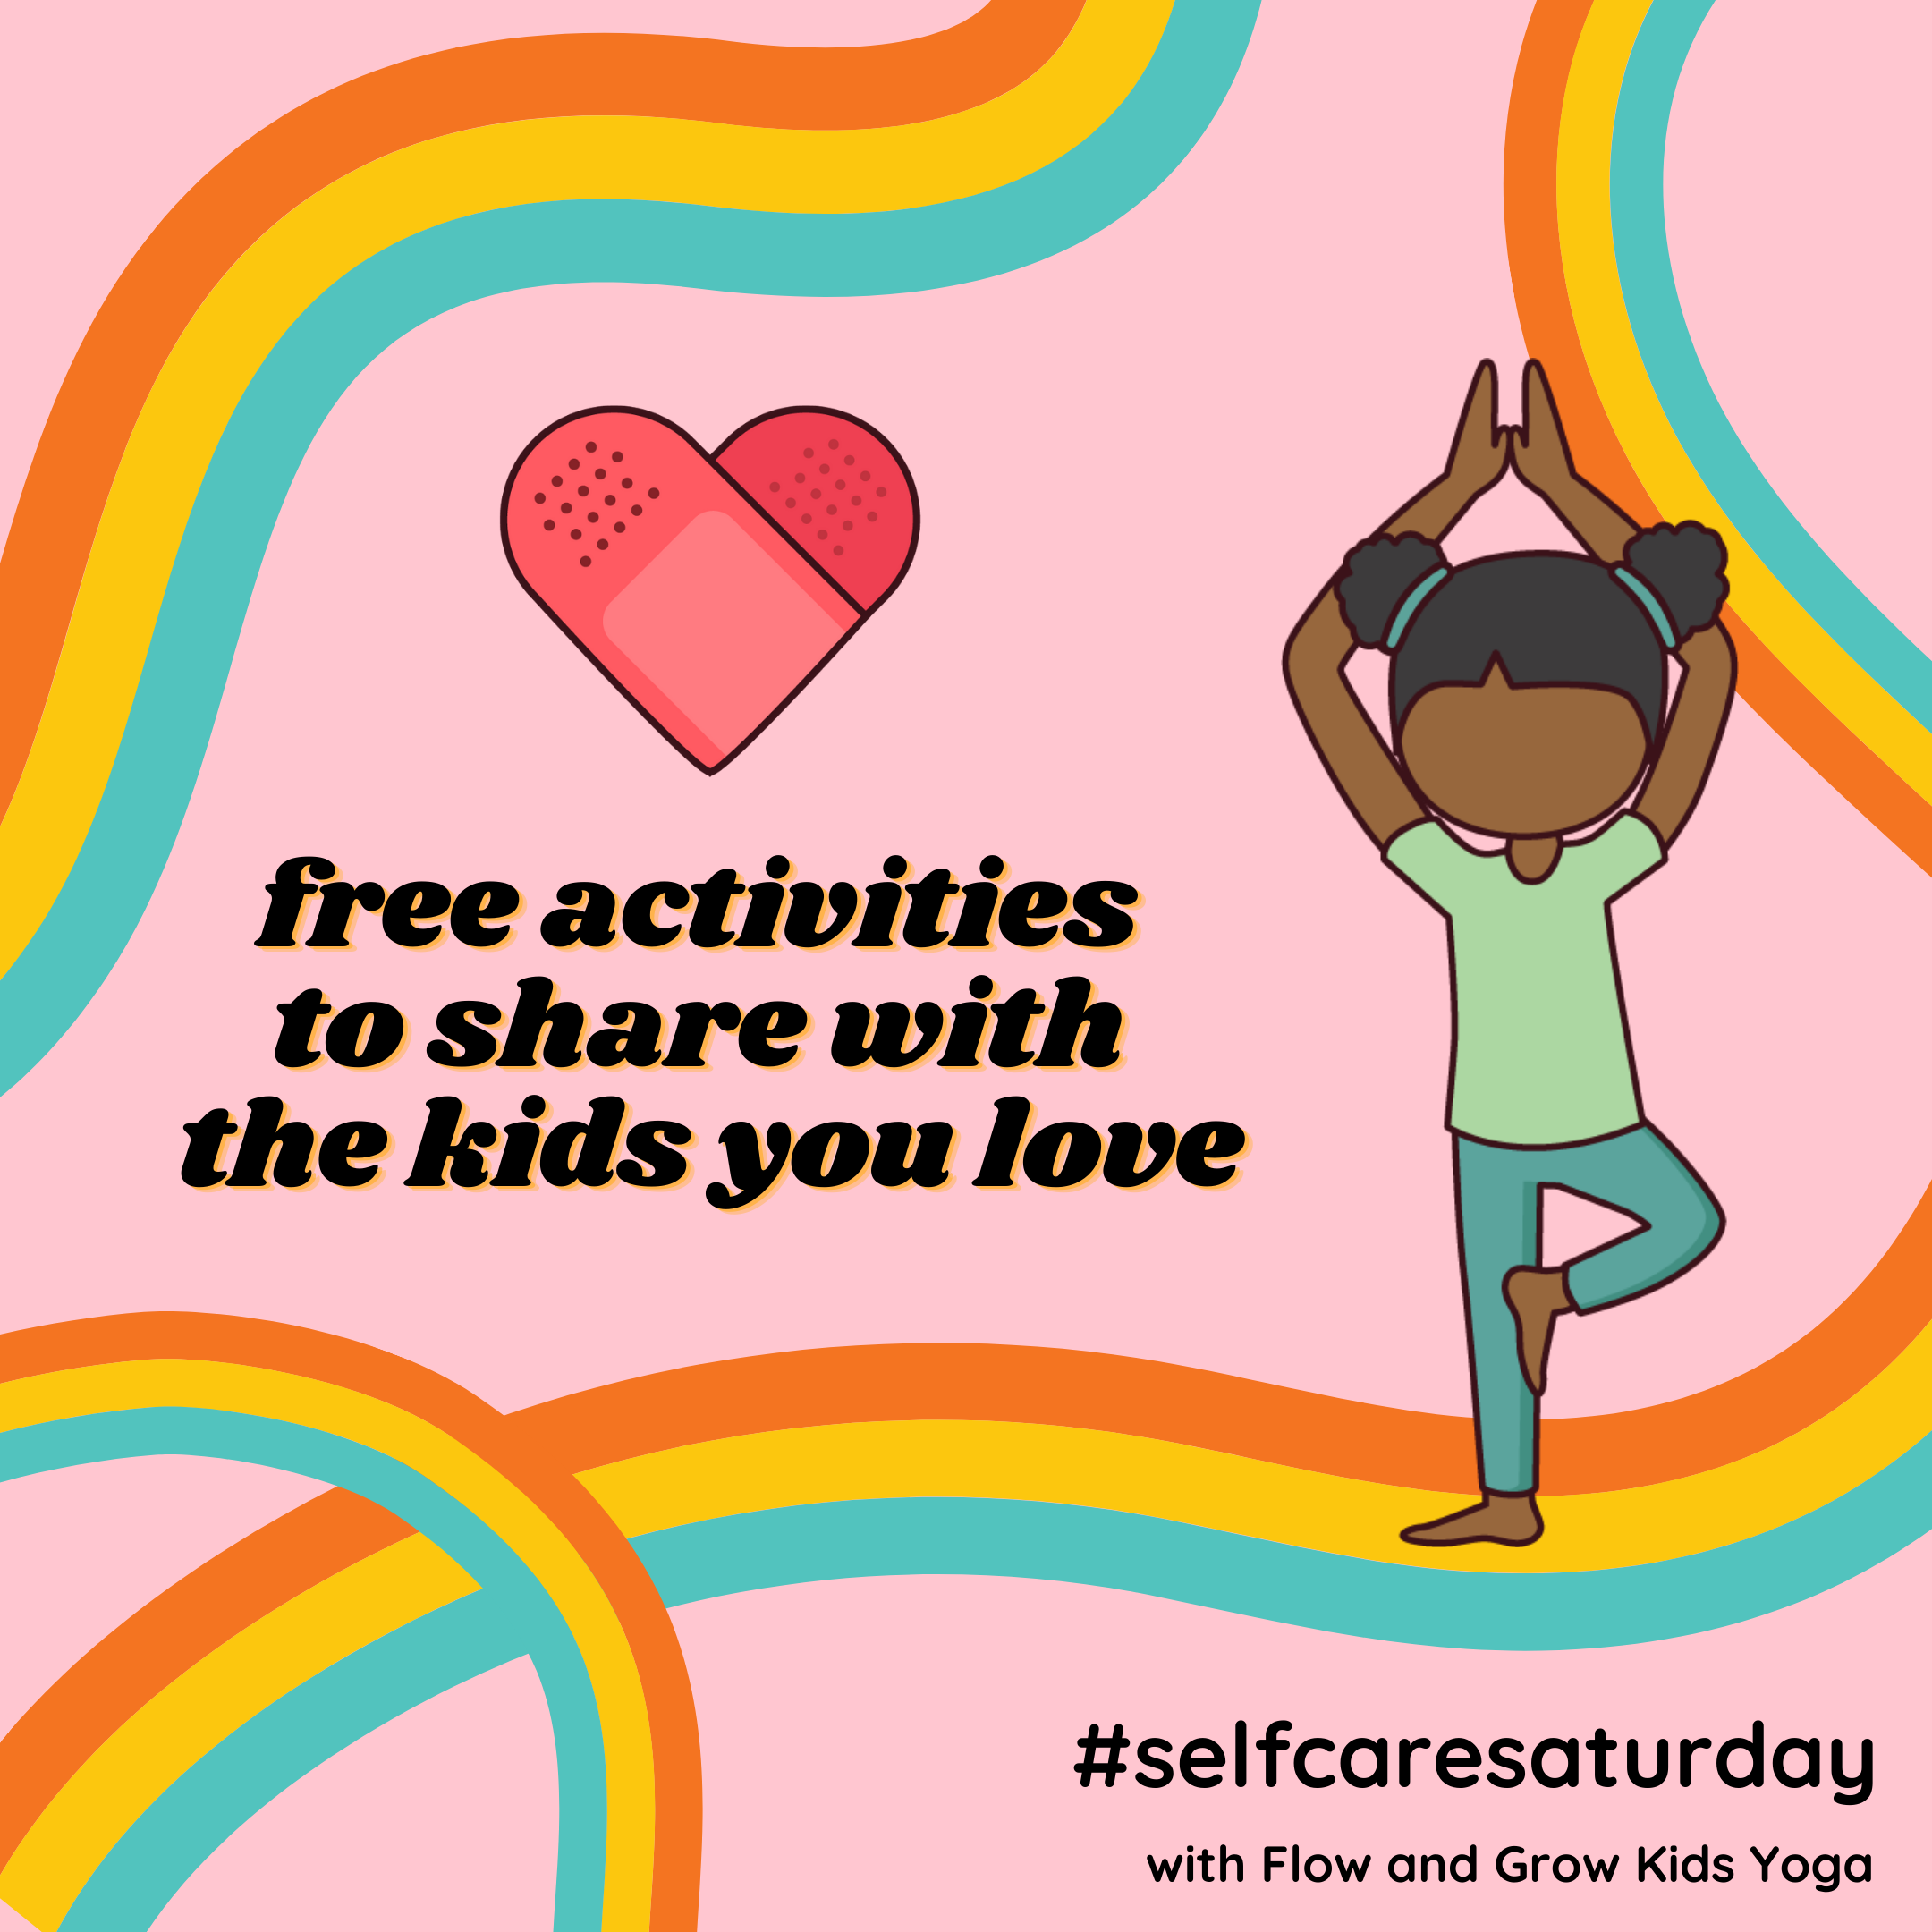 free activities
to share with
the kids you love
#selfcaresaturday
with Flow and Grow Kids Yoga